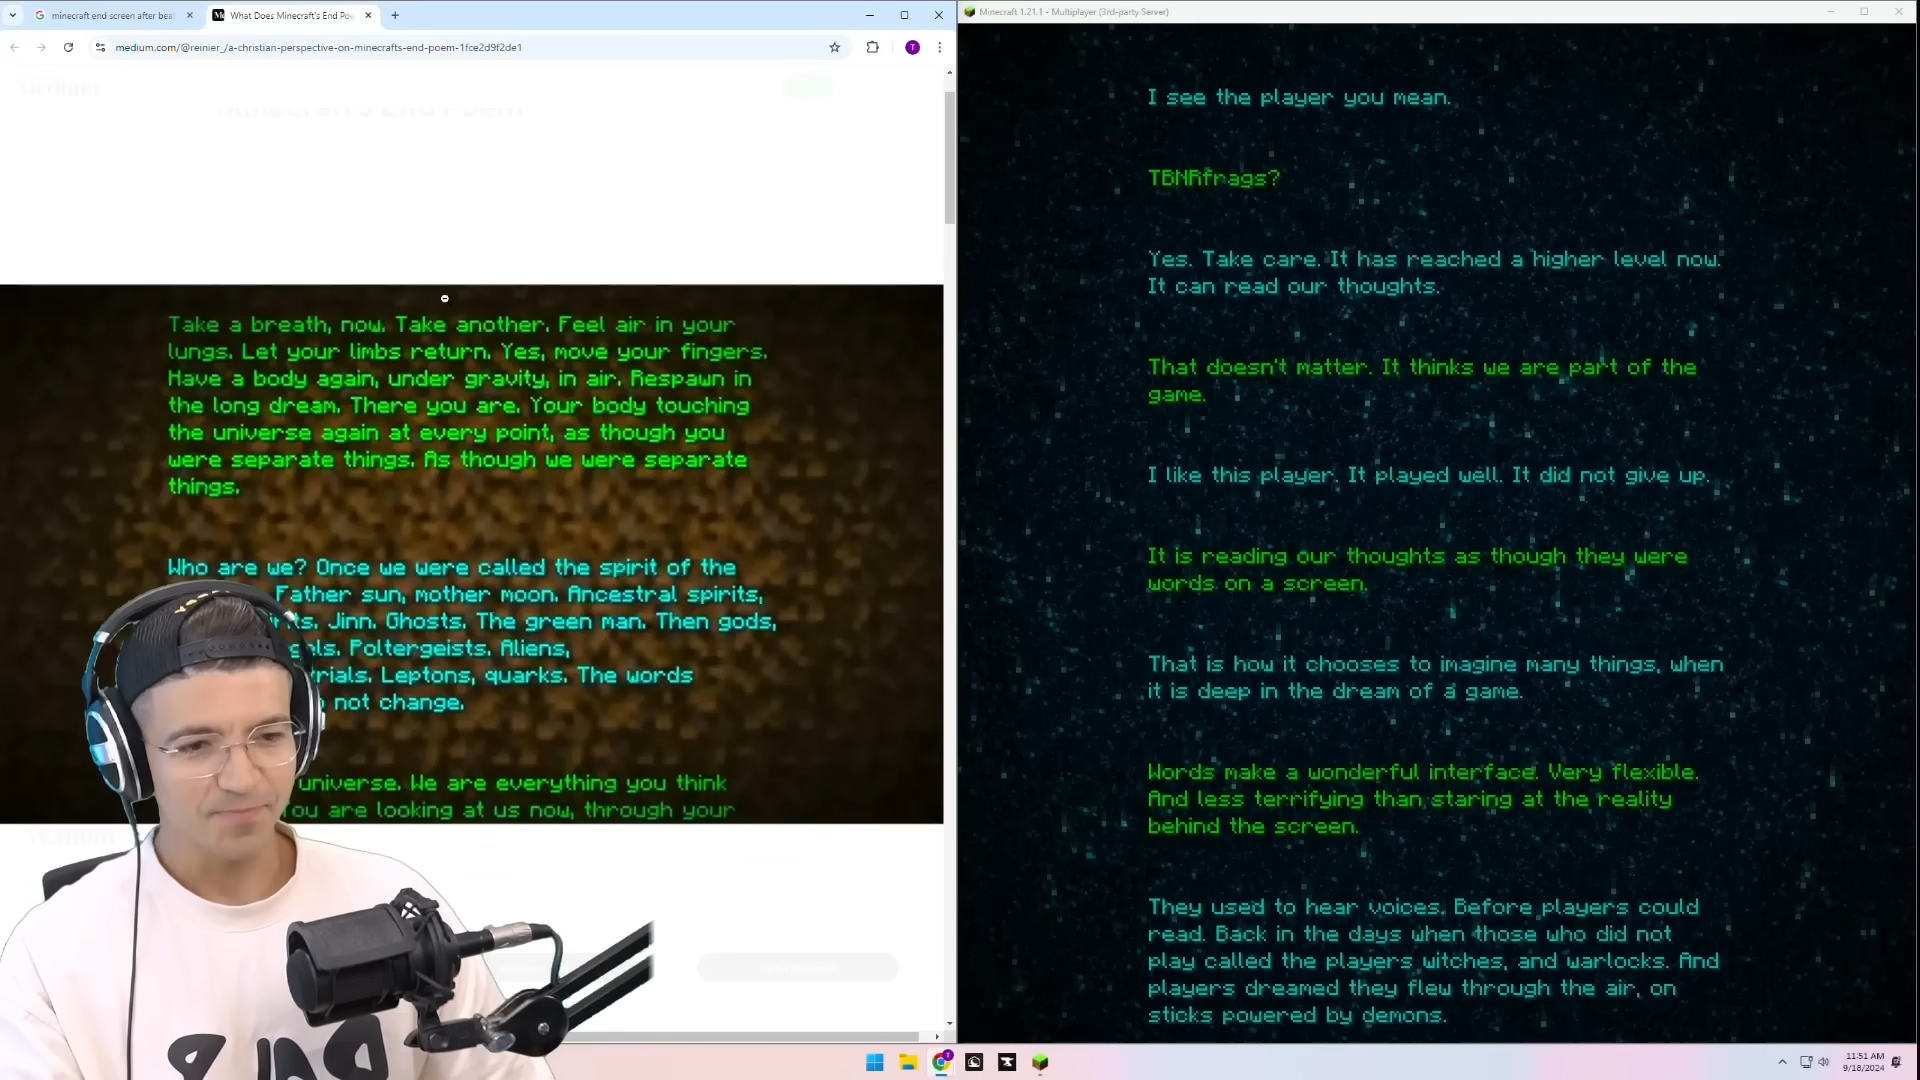 minecraft end screen after beat
What Does Minecraft's End Poe
Minecraft 1.21.1 - Multiplayer (3rd-party Server)
medium.com/@reinier_/a-christian-perspective-on-minecrafts-end-poem-1fce2d9f2de1
T
Medium
Minecraft's End Poem
Take a breath, now. Take another. Feel air in your
lungs. Let your limbs return. Yes, move your fingers.
Have a body again, under gravity, in air. Respawn in
the long dream. There you are. Your body touching
the universe again at every point, as though you
were separate things. As though we were separate
things.
Who are we? Once we were called the spirit of the
Father sun, mother moon. Ancestral spirits,
Jinn. Ghosts. The green man. Then gods,
Poltergeists. Aliens,
Leptons, quarks. The words
not change.
universe. We are everything you think
You are looking at us now, through your
I see the player you mean.
TBNRfrags?
Yes. Take care. It has reached a higher level now.
It can read our thoughts.
That doesn't matter. It thinks we are part of the
game.
I like this player. It played well. It did not give up.
It is reading our thoughts as though they were
words on a screen.
That is how it chooses to imagine many things, when
it is deep in the dream of a game.
Words make a wonderful interface. Very flexible.
And less terrifying than staring at the reality
behind the screen.
They used to hear voices. Before players could
read. Back in the days when those who did not
play called the players witches, and warlocks. And
players dreamed they flew through the air, on
sticks powered by demons.
11:51 AM
9/18/2024